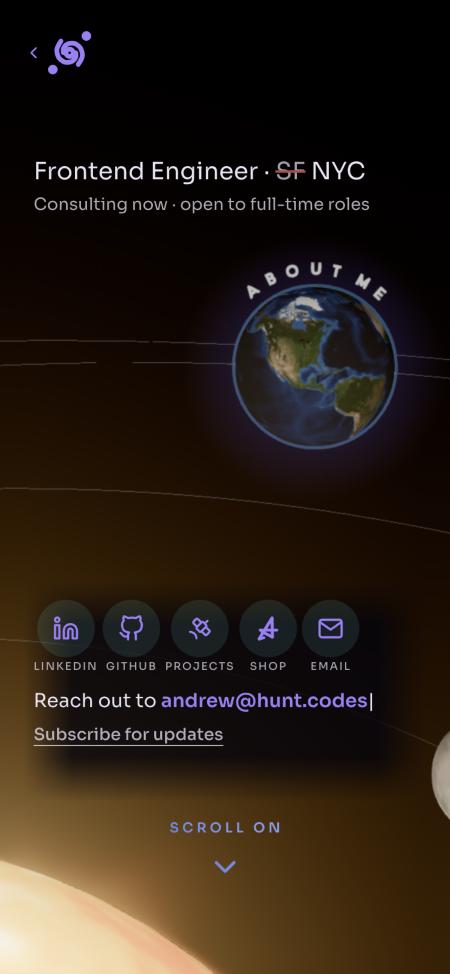 Frontend Engineer · SF NYC
Consulting now · open to full-time roles
ABOUT ME
LINKEDIN GITHUB PROJECTS SHOP EMAIL
Reach out to andrew@hunt.codes|
Subscribe for updates
SCROLL ON